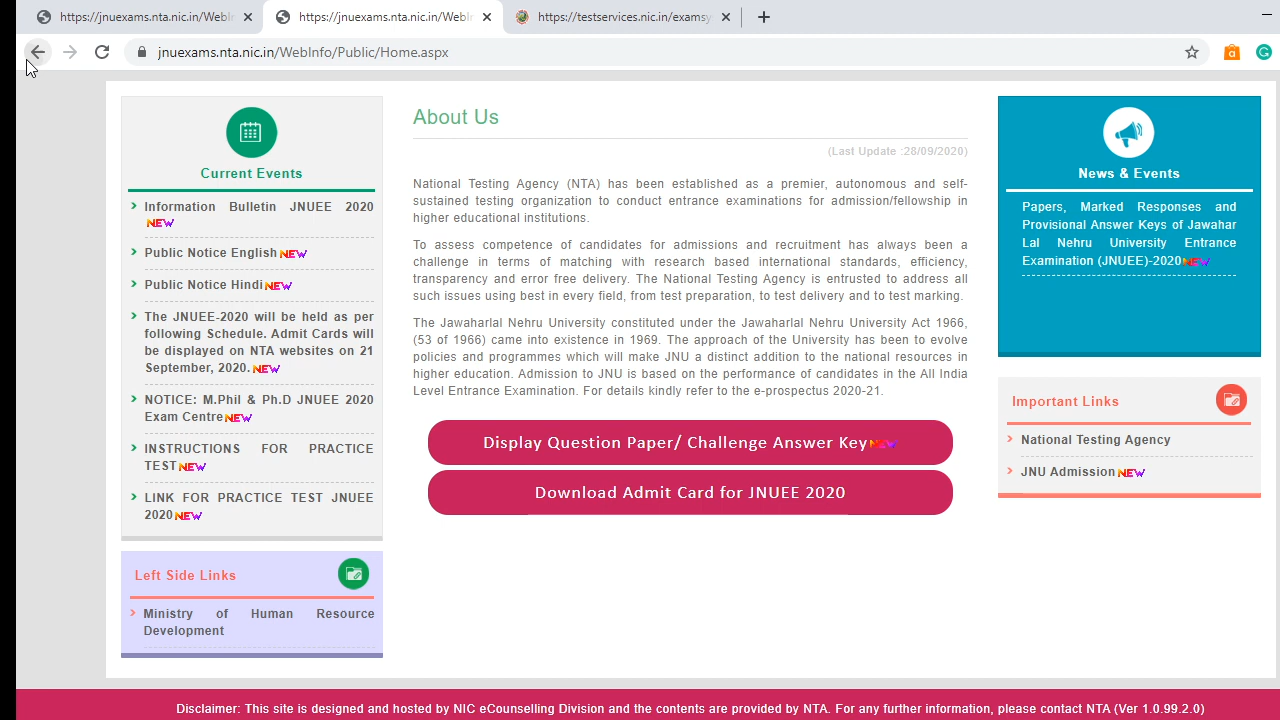 https://jnuexams.nta.nic.in/WebI
https://jnuexams.nta.nic.in/WebI
https://testservices.nic.in/examsy
jnuexams.nta.nic.in/WebInfo/Public/Home.aspx
Current Events
Information Bulletin JNUEE 2020
NEW
Public Notice English NEW
Public Notice Hindi NEW
The JNUEE-2020 will be held as per
following Schedule. Admit Cards will
be displayed on NTA websites on 21
September, 2020. NEW
NOTICE: M.Phil & Ph.D JNUEE 2020
Exam Centre NEW
INSTRUCTIONS FOR PRACTICE
TEST NEW
LINK FOR PRACTICE TEST JNUEE
2020 NEW
Left Side Links
Ministry of Human Resource
Development
About Us
(Last Update :28/09/2020)
National Testing Agency (NTA) has been established as a premier, autonomous and self-
sustained testing organization to conduct entrance examinations for admission/fellowship in
higher educational institutions.
To assess competence of candidates for admissions and recruitment has always been a
challenge in terms of matching with research based international standards, efficiency,
transparency and error free delivery. The National Testing Agency is entrusted to address all
such issues using best in every field, from test preparation, to test delivery and to test marking.
The Jawaharlal Nehru University constituted under the Jawaharlal Nehru University Act 1966,
(53 of 1966) came into existence in 1969. The approach of the University has been to evolve
policies and programmes which will make JNU a distinct addition to the national resources in
higher education. Admission to JNU is based on the performance of candidates in the All India
Level Entrance Examination. For details kindly refer to the e-prospectus 2020-21.
Display Question Paper/ Challenge Answer Key NEW
Download Admit Card for JNUEE 2020
News & Events
Papers, Marked Responses and
Provisional Answer Keys of Jawahar
Lal Nehru University Entrance
Examination (JNUEE)-2020 NEW
Important Links
National Testing Agency
JNU Admission NEW
Disclaimer: This site is designed and hosted by NIC eCounselling Division and the contents are provided by NTA. For any further information, please contact NTA (Ver 1.0.99.2.0)